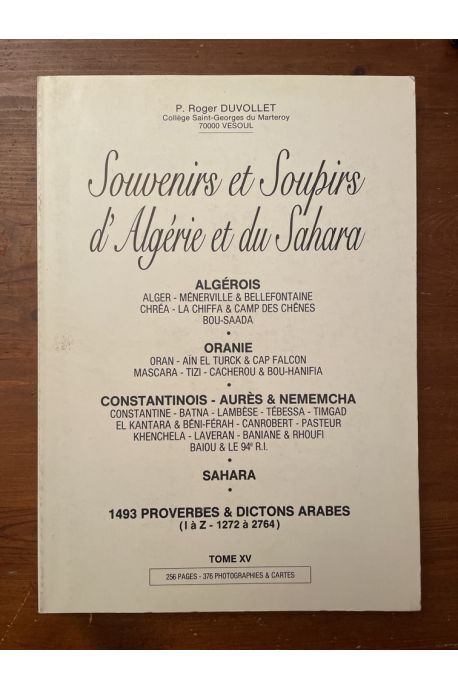 P. Roger DUVOLLET
Collège Saint-Georges du Marteroy
70000 VESOUL
Souvenirs et Soupirs
d'Algérie et du Sahara
ALGÉROIS
ALGER - MÉNERVILLE & BELLEFONTAINE
CHRÉA - LA CHIFFA & CAMP DES CHÊNES
BOU-SAADA
•
ORANIE
ORAN - AÏN EL TURCK & CAP FALCON
MASCARA - TIZI - CACHEROU & BOU-HANIFIA
•
CONSTANTINOIS - AURÈS & NEMEMCHA
CONSTANTINE - BATNA - LAMBÈSE - TÉBESSA - TIMGAD
EL KANTARA & BÉNI-FÉRAH - CANROBERT - PASTEUR
KHENCHELA - LAVERAN - BANIANE & RHOUFI
BAIOU & LE 94e R.I.
•
SAHARA
•
1493 PROVERBES & DICTONS ARABES
(I à Z - 1272 à 2764)
TOME XV
256 PAGES - 376 PHOTOGRAPHIES & CARTES